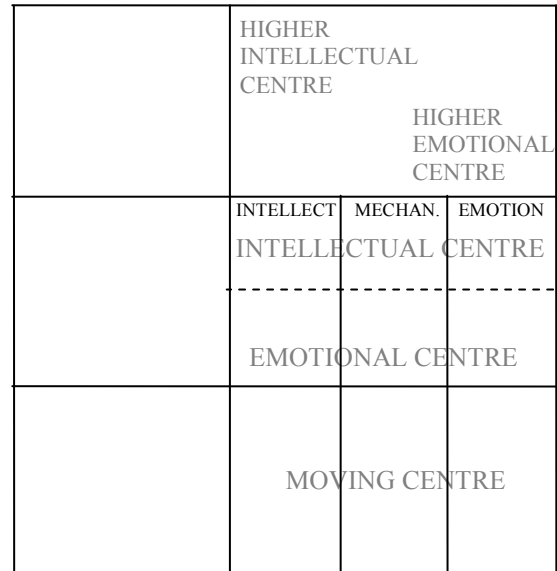 HIGHER
INTELLECTUAL
CENTRE
HIGHER
EMOTIONAL
CENTRE
INTELLECT MECHAN. EMOTION
INTELLECTUAL CENTRE
EMOTIONAL CENTRE
MOVING CENTRE